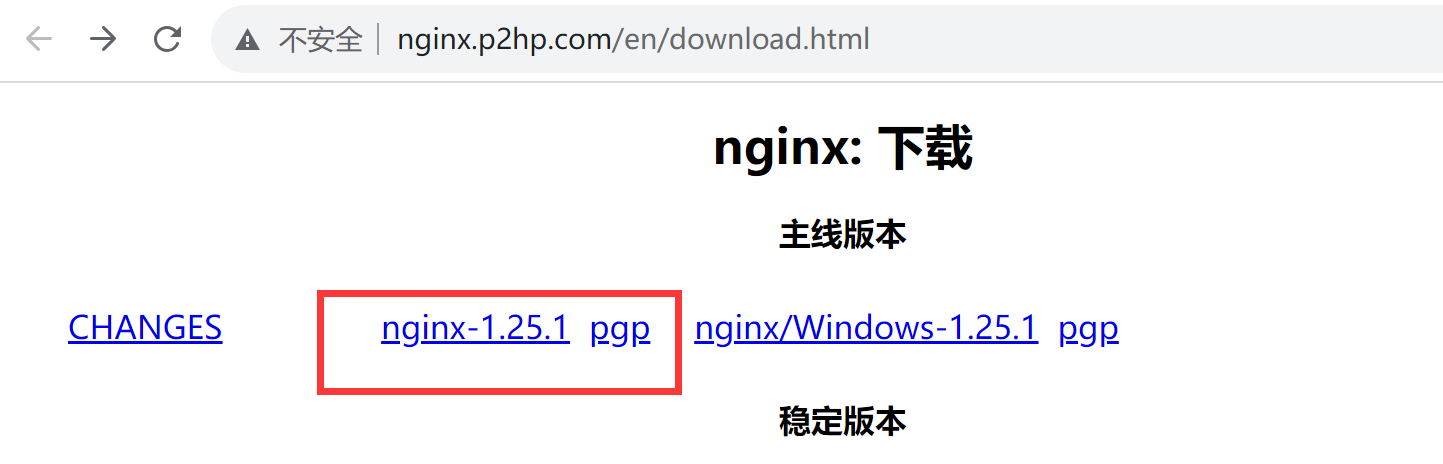 不安全 nginx.p2hp.com/en/download.html
nginx: 下载
主线版本
CHANGES nginx-1.25.1 pgp nginx/Windows-1.25.1 pgp
稳定版本